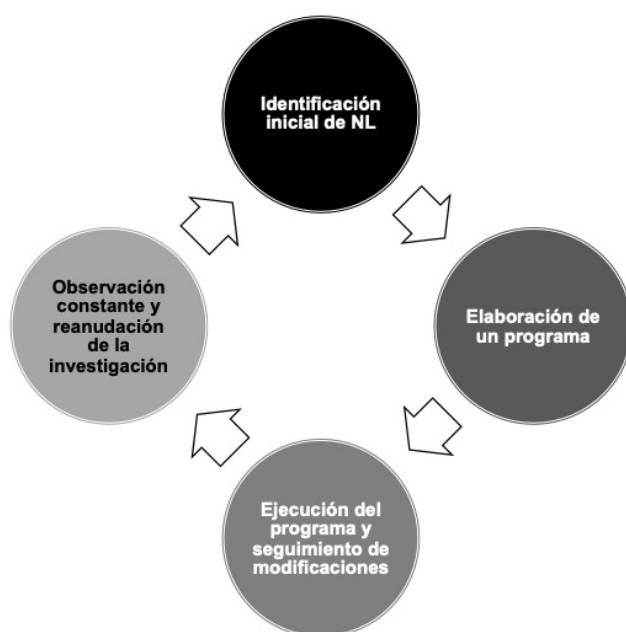 Identificación
inicial de NL
Elaboración de
un programa
Ejecución del
programa y
seguimiento de
modificaciones
Observación
constante y
reanudación
de la
investigación